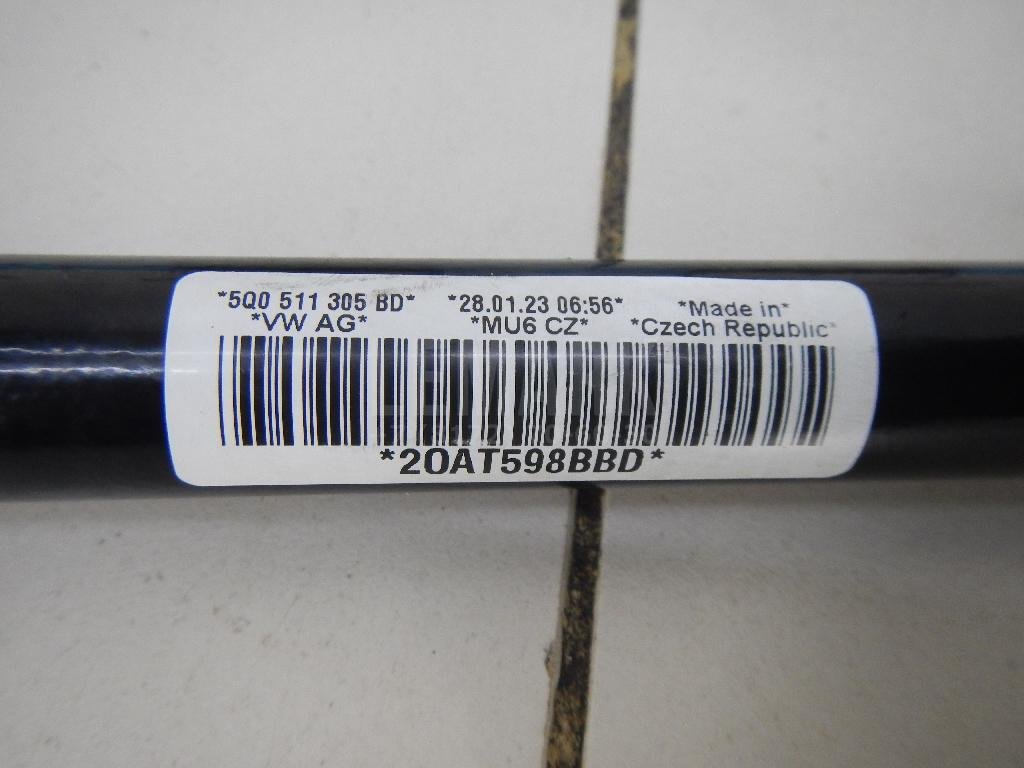 *5Q0 511 305 BD* *28.01.23 06:56* *Made in*
*VW AG* *MU6 CZ* *Czech Republic*
*2OAT598BBD*